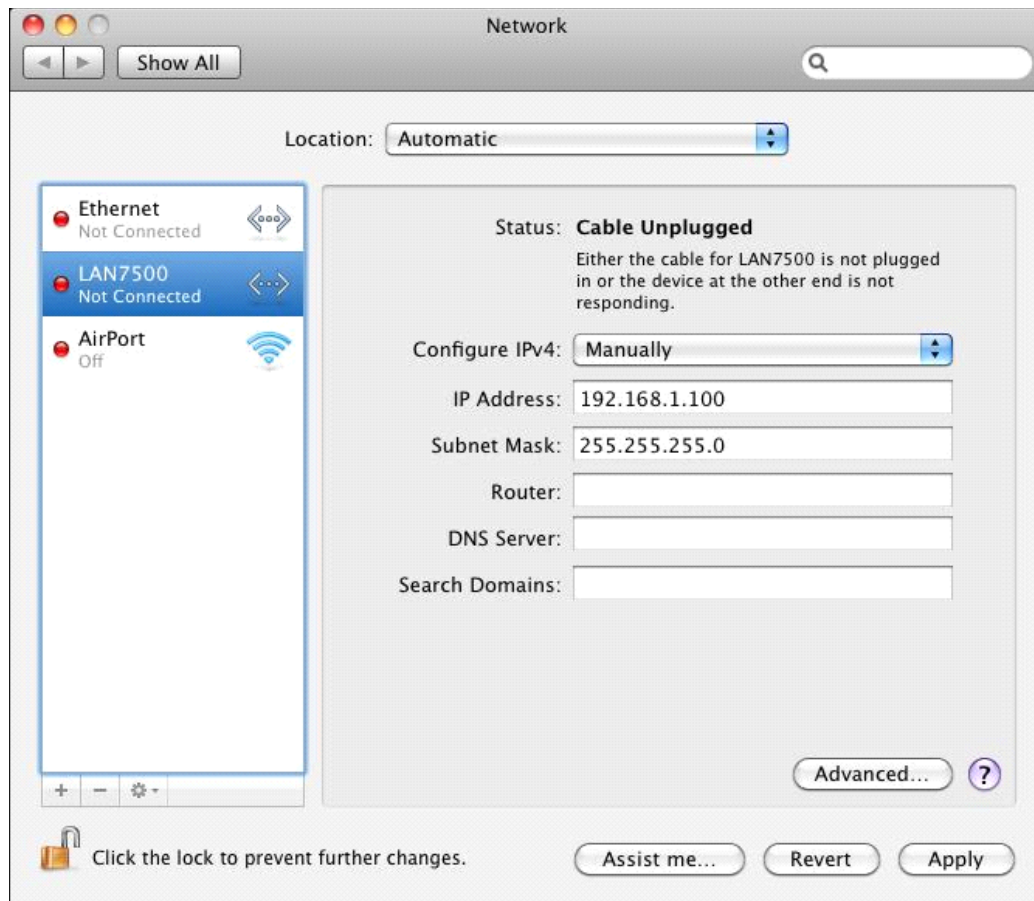 Network
Show All
Location: Automatic
Ethernet
Not Connected
LAN7500
Not Connected
AirPort
Off
Status: Cable Unplugged
Either the cable for LAN7500 is not plugged
in or the device at the other end is not
responding.
Configure IPv4: Manually
IP Address: 192.168.1.100
Subnet Mask: 255.255.255.0
Router:
DNS Server:
Search Domains:
Advanced... ?
+ −
Click the lock to prevent further changes.
Assist me... Revert Apply